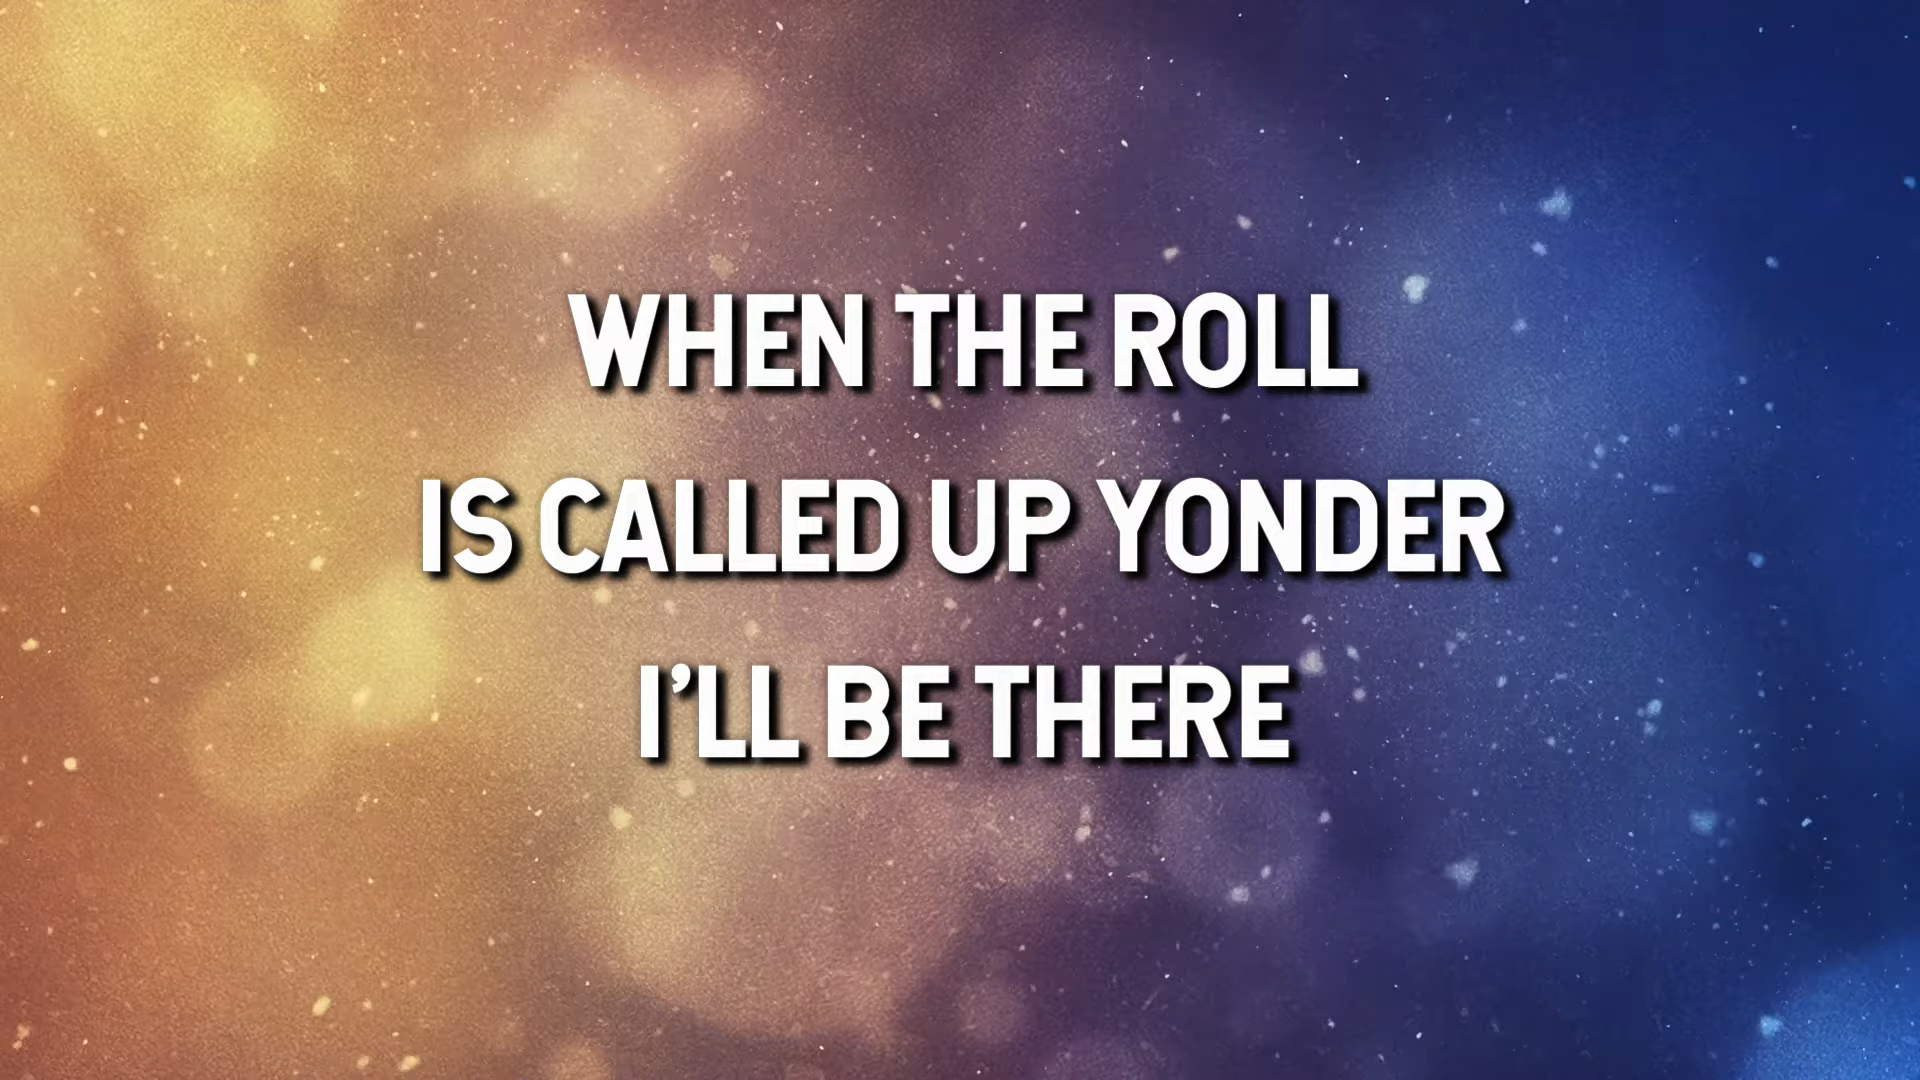 WHEN THE ROLL
IS CALLED UP YONDER
I’LL BE THERE